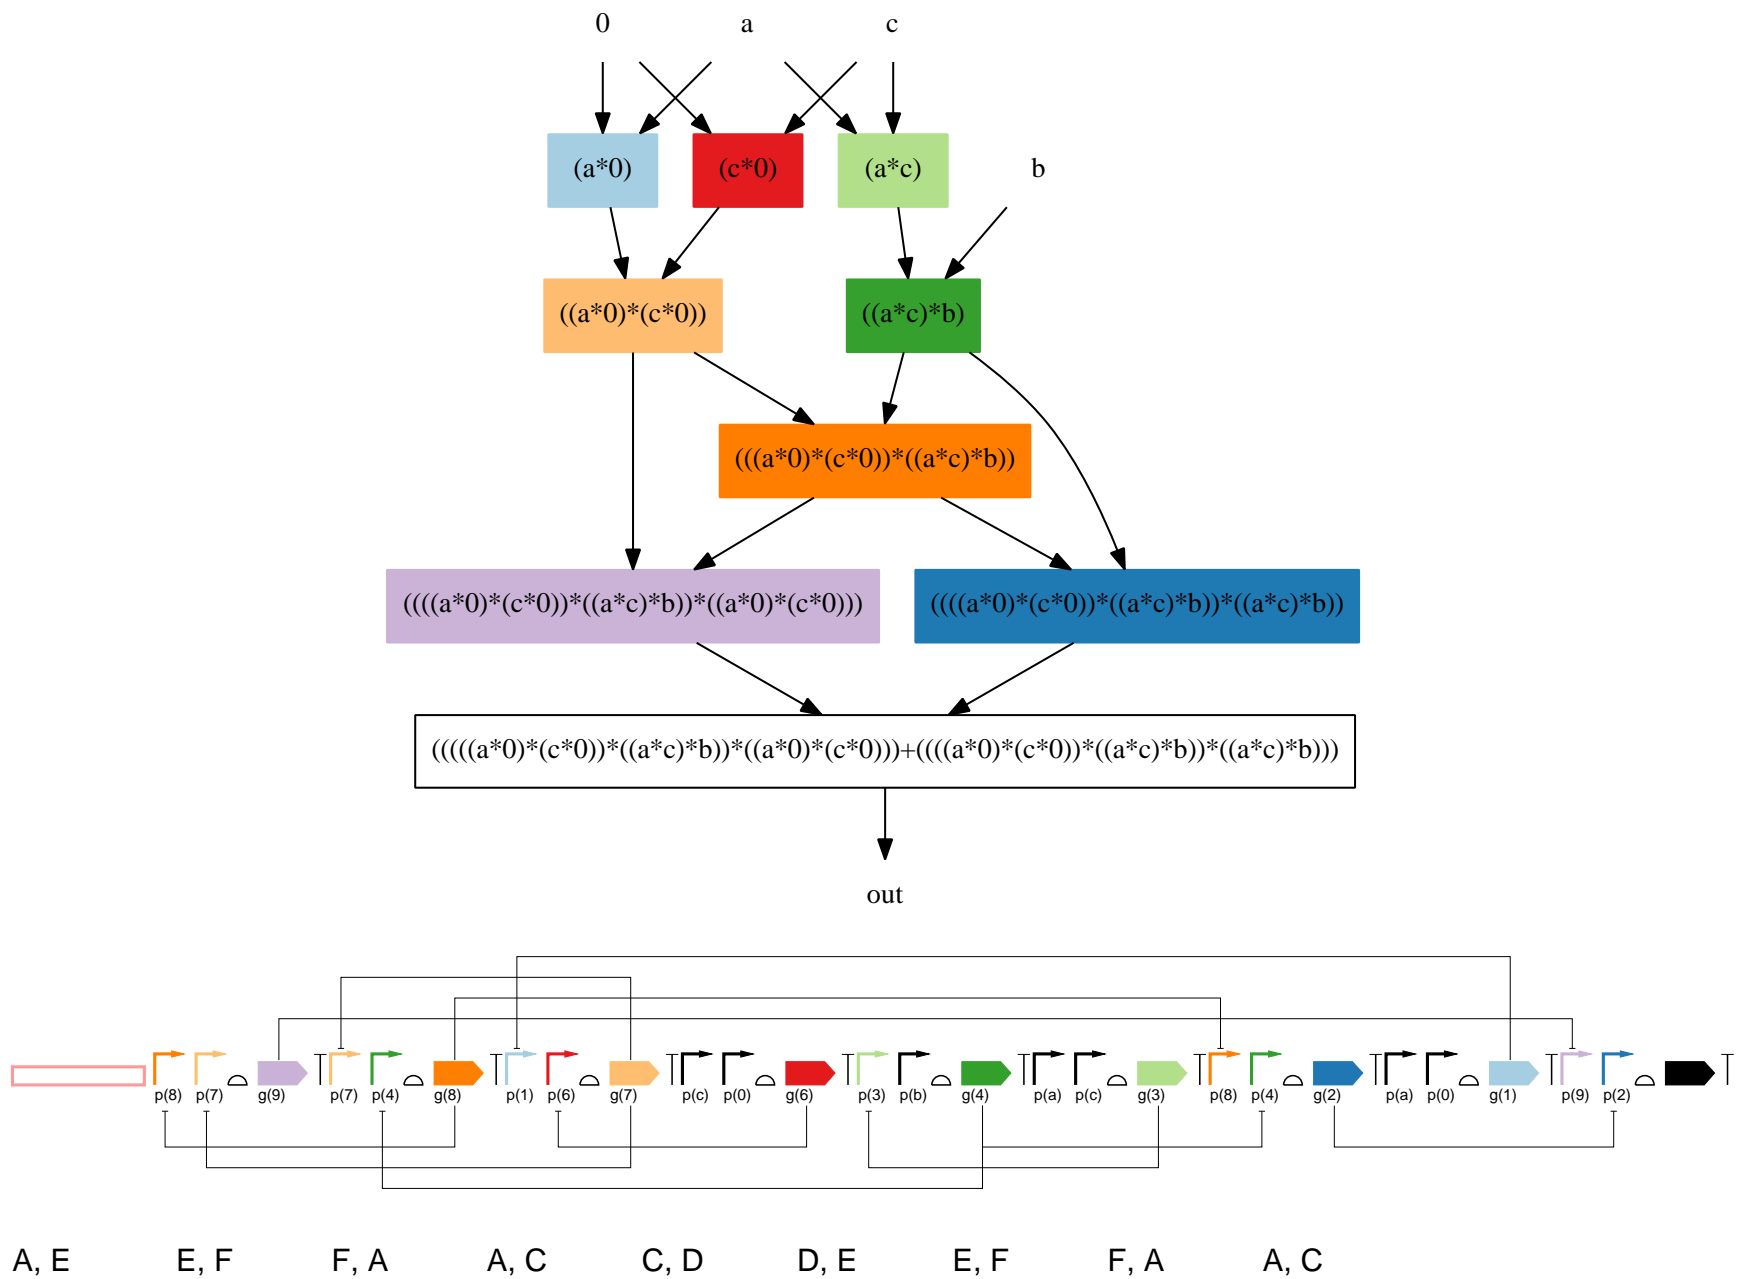 0 a c
(a*0) (c*0) (a*c) b
((a*0)*(c*0)) ((a*c)*b)
(((a*0)*(c*0))*((a*c)*b))
((((a*0)*(c*0))*((a*c)*b))*((a*0)*(c*0))) ((((a*0)*(c*0))*((a*c)*b))*((a*c)*b))
(((((a*0)*(c*0))*((a*c)*b))*((a*0)*(c*0)))+((((a*0)*(c*0))*((a*c)*b))*((a*c)*b)))
out
p(8) p(7) g(9) p(7) p(4) g(8) p(1) p(6) g(7) p(c) p(0) g(6) p(3) p(b) g(4) p(a) p(c) g(3) p(8) p(4) g(2) p(a) p(0) g(1) p(9) p(2)
A, E E, F F, A A, C C, D D, E E, F F, A A, C